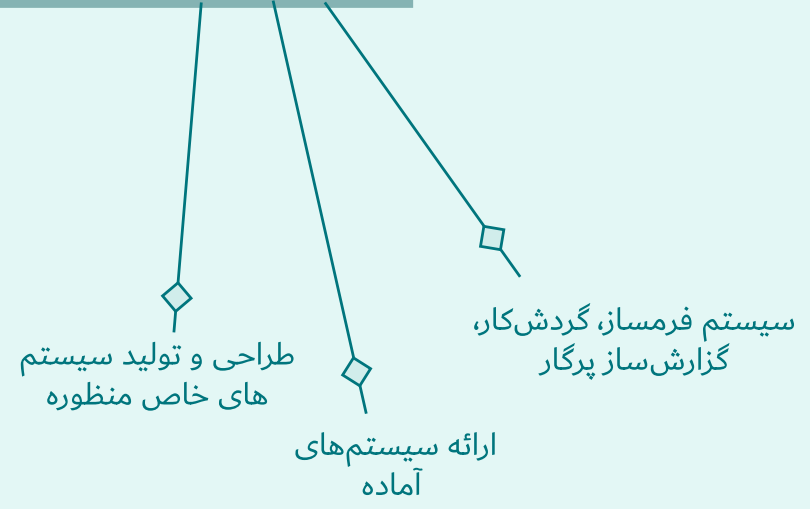 سیستم فرمساز، گردش‌کار،
گزارش‌ساز پرگار
طراحی و تولید سیستم
های خاص منظوره
ارائه سیستم‌های
آماده